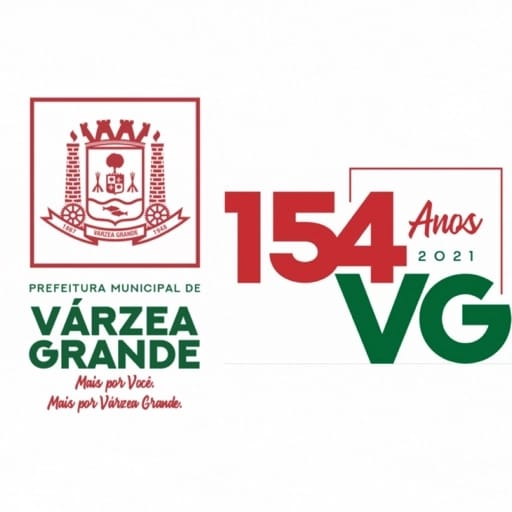 1867 VÁRZEA GRANDE 1948
PREFEITURA MUNICIPAL DE
VÁRZEA
GRANDE
Mais por Você.
Mais por Várzea Grande.
154 Anos
2021
VG